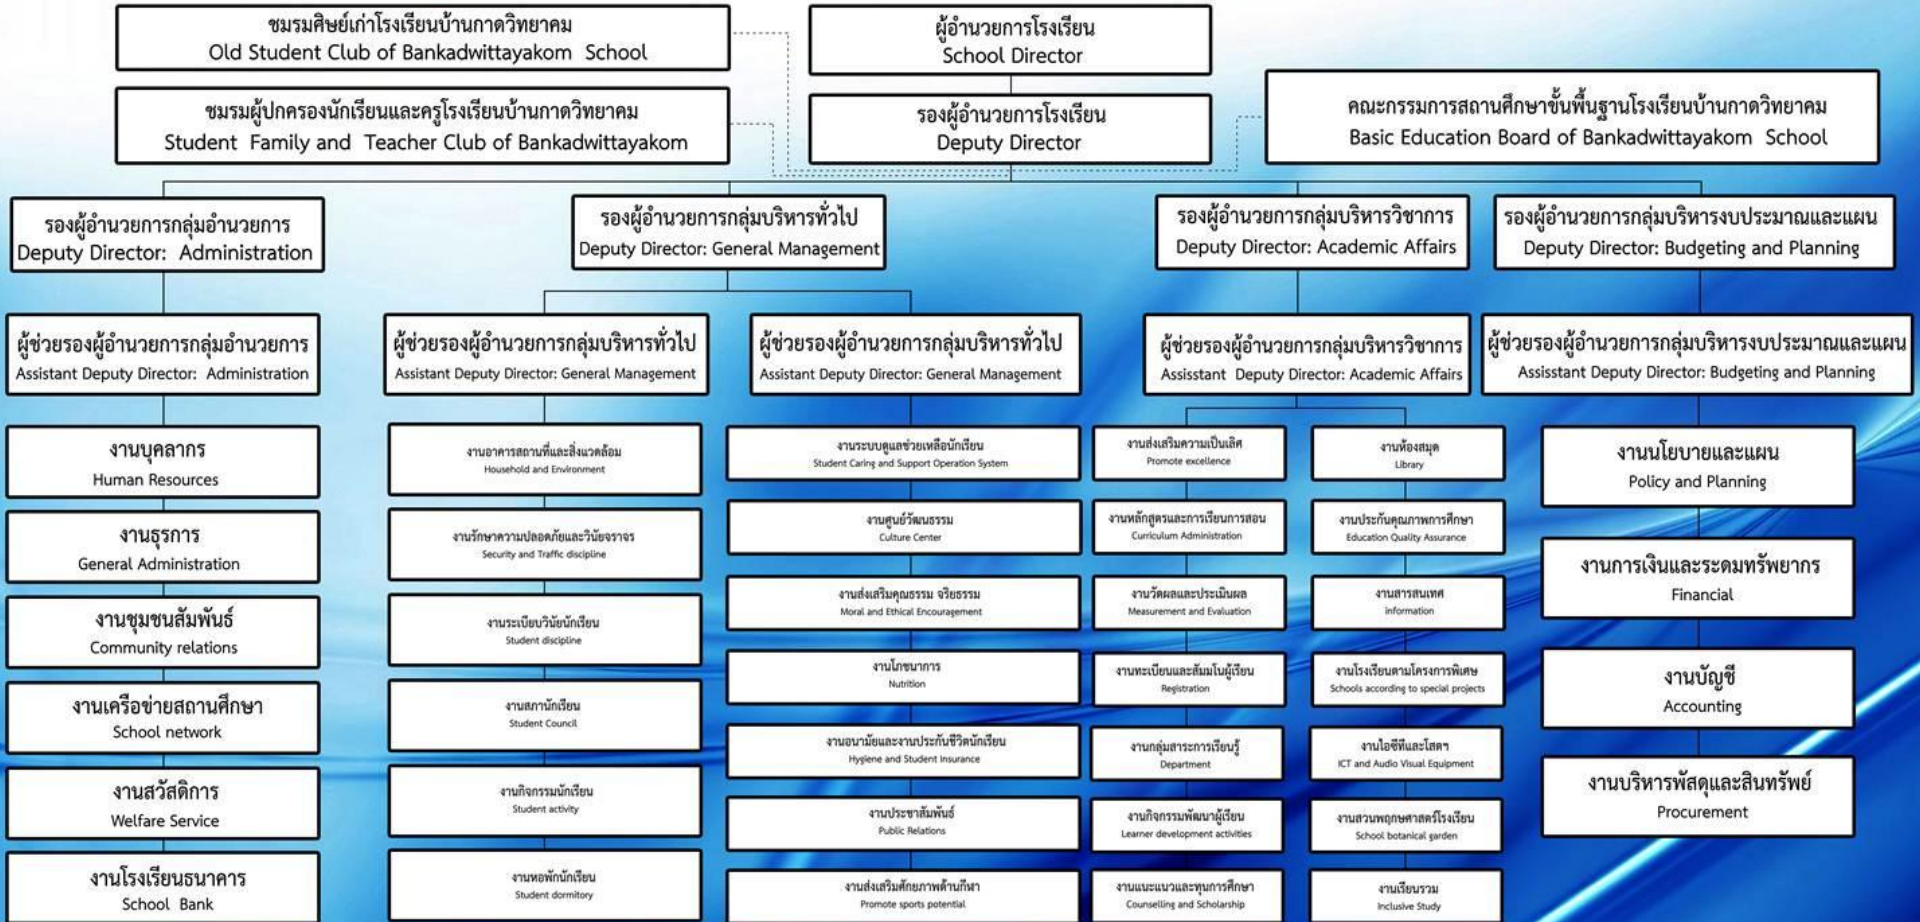 ชมรมศิษย์เก่าโรงเรียนบ้านกาดวิทยาคม
Old Student Club of Bankadwittayakom School
ผู้อำนวยการโรงเรียน
School Director
ชมรมผู้ปกครองนักเรียนและครูโรงเรียนบ้านกาดวิทยาคม
Student Family and Teacher Club of Bankadwittayakom
รองผู้อำนวยการโรงเรียน
Deputy Director
คณะกรรมการสถานศึกษาขั้นพื้นฐานโรงเรียนบ้านกาดวิทยาคม
Basic Education Board of Bankadwittayakom School
รองผู้อำนวยการกลุ่มอำนวยการ
Deputy Director: Administration
รองผู้อำนวยการกลุ่มบริหารทั่วไป
Deputy Director: General Management
รองผู้อำนวยการกลุ่มบริหารวิชาการ
Deputy Director: Academic Affairs
รองผู้อำนวยการกลุ่มบริหารงบประมาณและแผน
Deputy Director: Budgeting and Planning
ผู้ช่วยรองผู้อำนวยการกลุ่มอำนวยการ
Assistant Deputy Director: Administration
ผู้ช่วยรองผู้อำนวยการกลุ่มบริหารทั่วไป
Assistant Deputy Director: General Management
ผู้ช่วยรองผู้อำนวยการกลุ่มบริหารทั่วไป
Assistant Deputy Director: General Management
ผู้ช่วยรองผู้อำนวยการกลุ่มบริหารวิชาการ
Assisstant Deputy Director: Academic Affairs
ผู้ช่วยรองผู้อำนวยการกลุ่มบริหารงบประมาณและแผน
Assisstant Deputy Director: Budgeting and Planning
งานบุคลากร
Human Resources
งานธุรการ
General Administration
งานชุมชนสัมพันธ์
Community relations
งานเครือข่ายสถานศึกษา
School network
งานสวัสดิการ
Welfare Service
งานโรงเรียนธนาคาร
School Bank
งานอาคารสถานที่และสิ่งแวดล้อม
Household and Environment
งานรักษาความปลอดภัยและวินัยจราจร
Security and Traffic discipline
งานระเบียบวินัยนักเรียน
Student discipline
งานสภานักเรียน
Student Council
งานกิจกรรมนักเรียน
Student activity
งานหอพักนักเรียน
Student dormitory
งานระบบดูแลช่วยเหลือนักเรียน
Student Caring and Support Operation System
งานศูนย์วัฒนธรรม
Culture Center
งานส่งเสริมคุณธรรม จริยธรรม
Moral and Ethical Encouragement
งานโภชนาการ
Nutrition
งานอนามัยและงานประกันชีวิตนักเรียน
Hygiene and Student Insurance
งานประชาสัมพันธ์
Public Relations
งานส่งเสริมศักยภาพด้านกีฬา
Promote sports potential
งานส่งเสริมความเป็นเลิศ
Promote excellence
งานหลักสูตรและการเรียนการสอน
Curriculum Administration
งานวัดผลและประเมินผล
Measurement and Evaluation
งานทะเบียนและสัมมโนผู้เรียน
Registration
งานกลุ่มสาระการเรียนรู้
Department
งานกิจกรรมพัฒนาผู้เรียน
Learner development activities
งานแนะแนวและทุนการศึกษา
Counselling and Scholarship
งานห้องสมุด
Library
งานประกันคุณภาพการศึกษา
Education Quality Assurance
งานสารสนเทศ
information
งานโรงเรียนตามโครงการพิเศษ
Schools according to special projects
งานไอซีทีและโสตฯ
ICT and Audio Visual Equipment
งานสวนพฤกษศาสตร์โรงเรียน
School botanical garden
งานเรียนรวม
Inclusive Study
งานนโยบายและแผน
Policy and Planning
งานการเงินและระดมทรัพยากร
Financial
งานบัญชี
Accounting
งานบริหารพัสดุและสินทรัพย์
Procurement